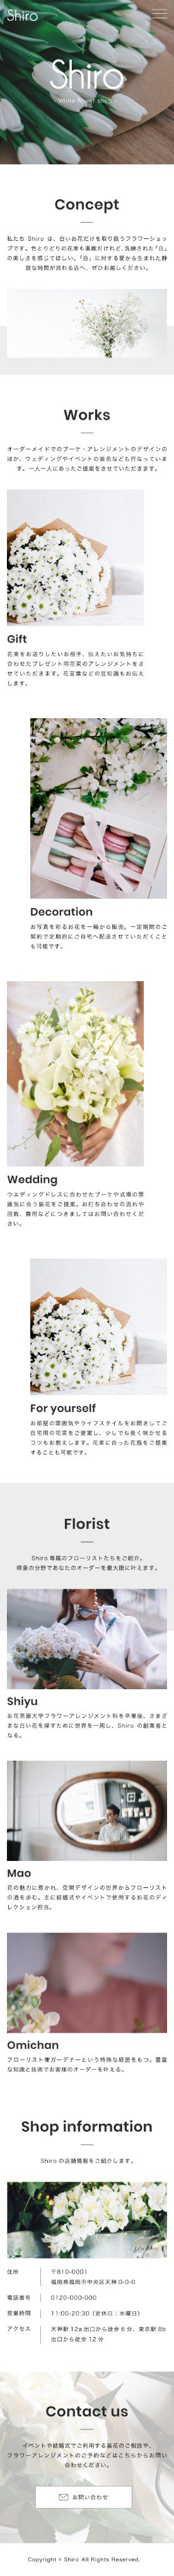 Shiro
Shiro
White flower shop
Concept
私たち Shiro は、白いお花だけを取り扱うフラワーショッ
プです。色とりどりの花束も素敵だけれど、洗練された「白」
の美しさを感じてほしい。「白」に対する愛から生まれた静
寂な時間が流れる店へ、ぜひお越しください。
Works
オーダーメイドでのブーケ・アレンジメントのデザインの
ほか、ウェディングやイベントの装花なども行なっていま
す。一人一人にあったご提案をさせていただきます。
Gift
花束をお送りしたいお相手、伝えたいお気持ちに
合わせたプレゼント用花束のアレンジメントをさ
せていただきます。花言葉などの豆知識もお伝え
します。
Decoration
お写真を彩るお花を一輪から販売。一定期間のご
契約で定期的にご自宅へ配送させていただくこと
も可能です。
Wedding
ウエディングドレスに合わせたブーケや式場の雰
囲気に合う装花をご提案。お打ち合わせの流れや
回数、費用などにつきましてはお問い合わせくだ
さい。
For yourself
お部屋の雰囲気やライフスタイルをお聞きしてご
自宅用の花束をご提案し、少しでも長く咲かせる
コツもお教えします。花束に合った花瓶をご提案
することも可能です。
Florist
Shiro 専属のフローリストたちをご紹介。
得意の分野であなたのオーダーを最大限に叶えます。
Shiyu
お花茶屋大学フラワーアレンジメント科を卒業後、さまざ
まな白い花を探すために世界を一周し、Shiro の創業者と
なる。
Mao
花の魅力に惹かれ、空間デザインの世界からフローリスト
の道を歩む。主に結婚式やイベントで使用するお花のディ
レクション担当。
Omichan
フローリスト兼ガーデナーという特殊な経歴をもつ。豊富
な知識と技術でお客様のオーダーを叶える。
Shop information
Shiro の店舗情報をご紹介します。
住所 〒810-0001
福岡県福岡市中央区天神 0-0-0
電話番号 0120-000-000
営業時間 11:00-20:30（定休日：水曜日）
アクセス 天神駅 12a 出口から徒歩 6 分、東京駅 8b
出口から徒歩 12 分
Contact us
イベントや結婚式でご利用する装花のご相談や、
フラワーアレンジメントのご予約などはこちらからお問い
合わせください。
お問い合わせ
Copyright © Shiro All Rights Reserved.